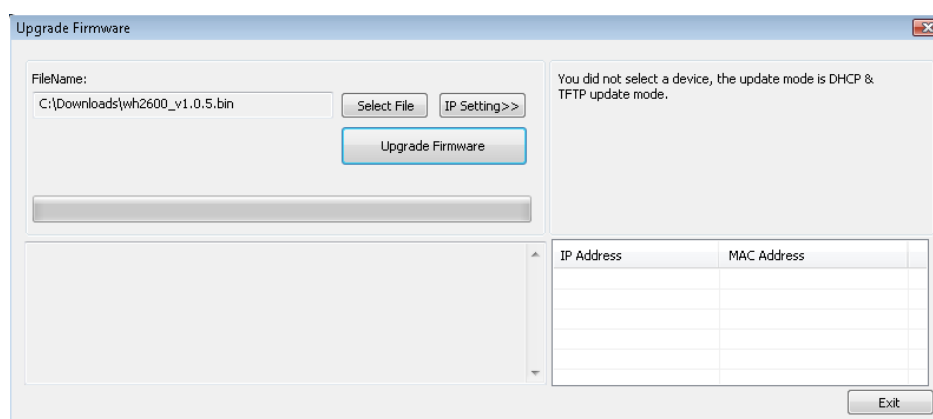 Upgrade Firmware
FileName:
C:\Downloads\wh2600_v1.0.5.bin
Select File
IP Setting>>
Upgrade Firmware
You did not select a device, the update mode is DHCP &
TFTP update mode.
IP Address
MAC Address
Exit